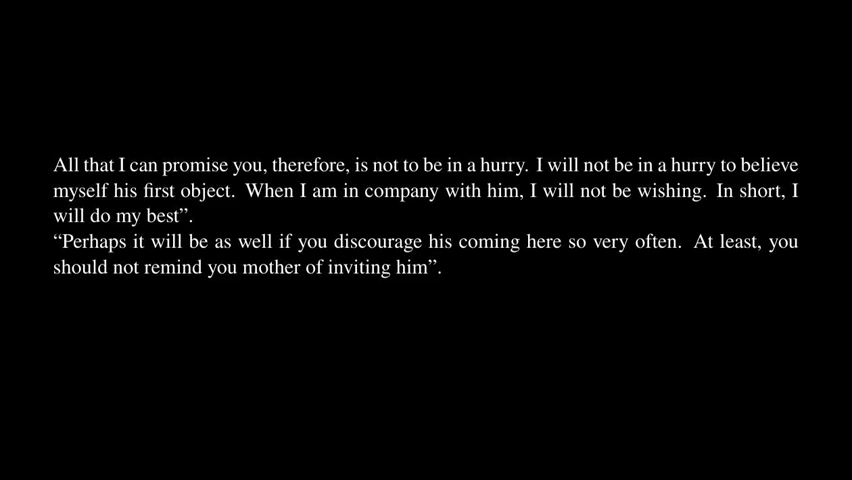 All that I can promise you, therefore, is not to be in a hurry. I will not be in a hurry to believe
myself his first object. When I am in company with him, I will not be wishing. In short, I
will do my best”.
“Perhaps it will be as well if you discourage his coming here so very often. At least, you
should not remind you mother of inviting him”.